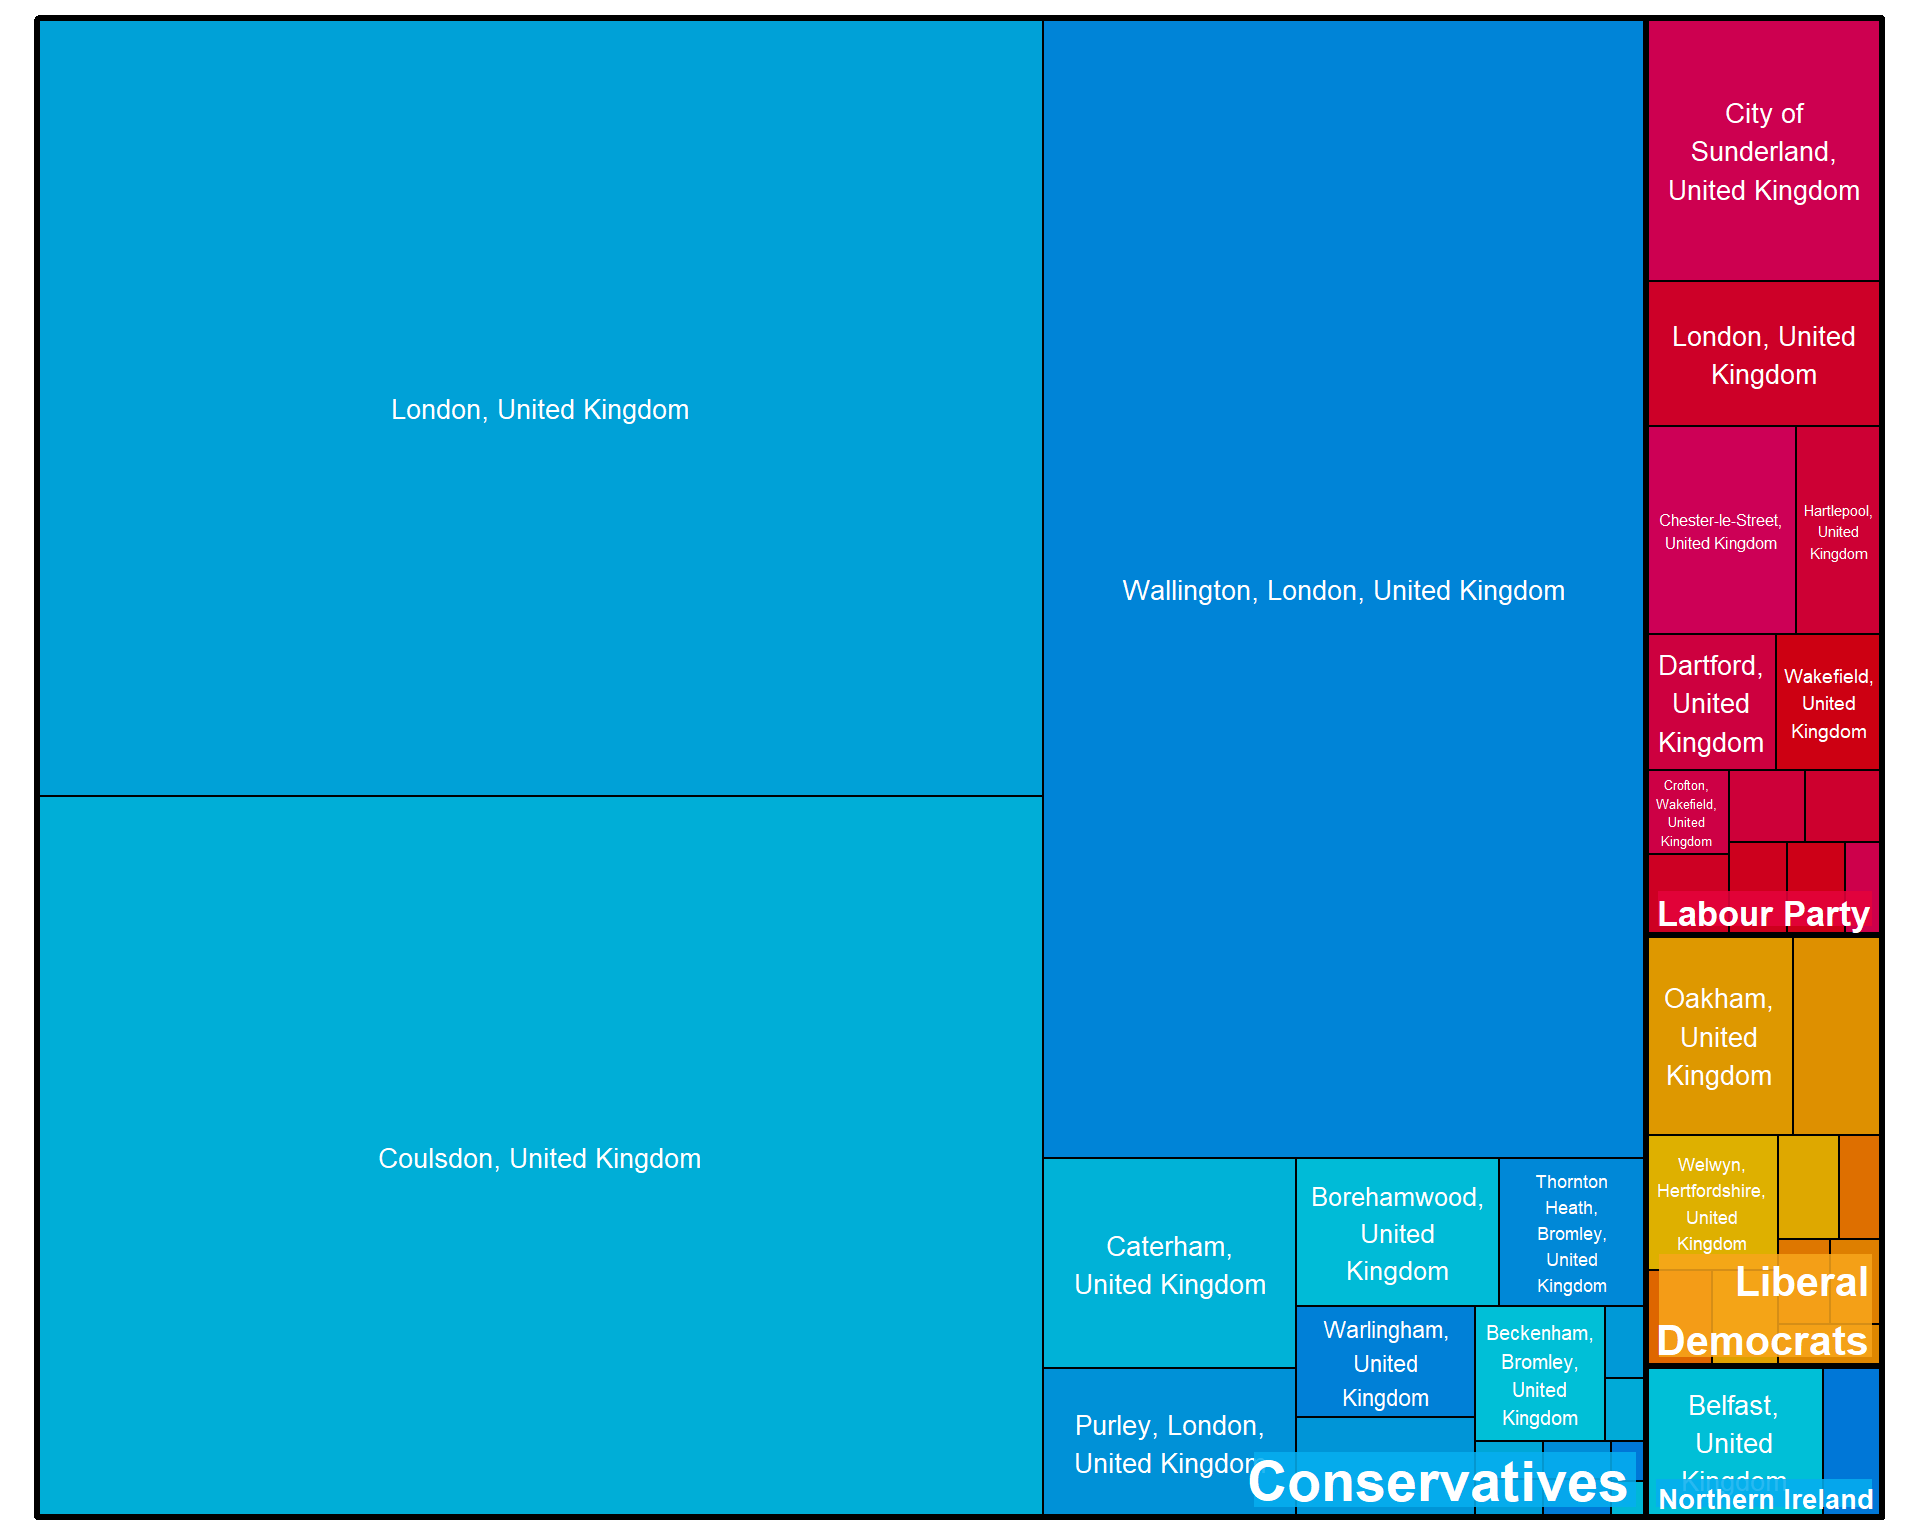 London, United Kingdom
Coulsdon, United Kingdom
Wallington, London, United Kingdom
Caterham,
United Kingdom
Purley, London,
United Kingdom
Borehamwood,
United
Kingdom
Thornton
Heath,
Bromley,
United
Kingdom
Warlingham,
United
Kingdom
Beckenham,
Bromley,
United
Kingdom
Conservatives
City of
Sunderland,
United Kingdom
London, United
Kingdom
Chester-le-Street,
United Kingdom
Hartlepool,
United
Kingdom
Dartford,
United
Kingdom
Wakefield,
United
Kingdom
Crofton,
Wakefield,
United
Kingdom
Labour Party
Oakham,
United
Kingdom
Welwyn,
Hertfordshire,
United
Kingdom
Liberal
Democrats
Belfast,
United
Kingdom
Northern Ireland